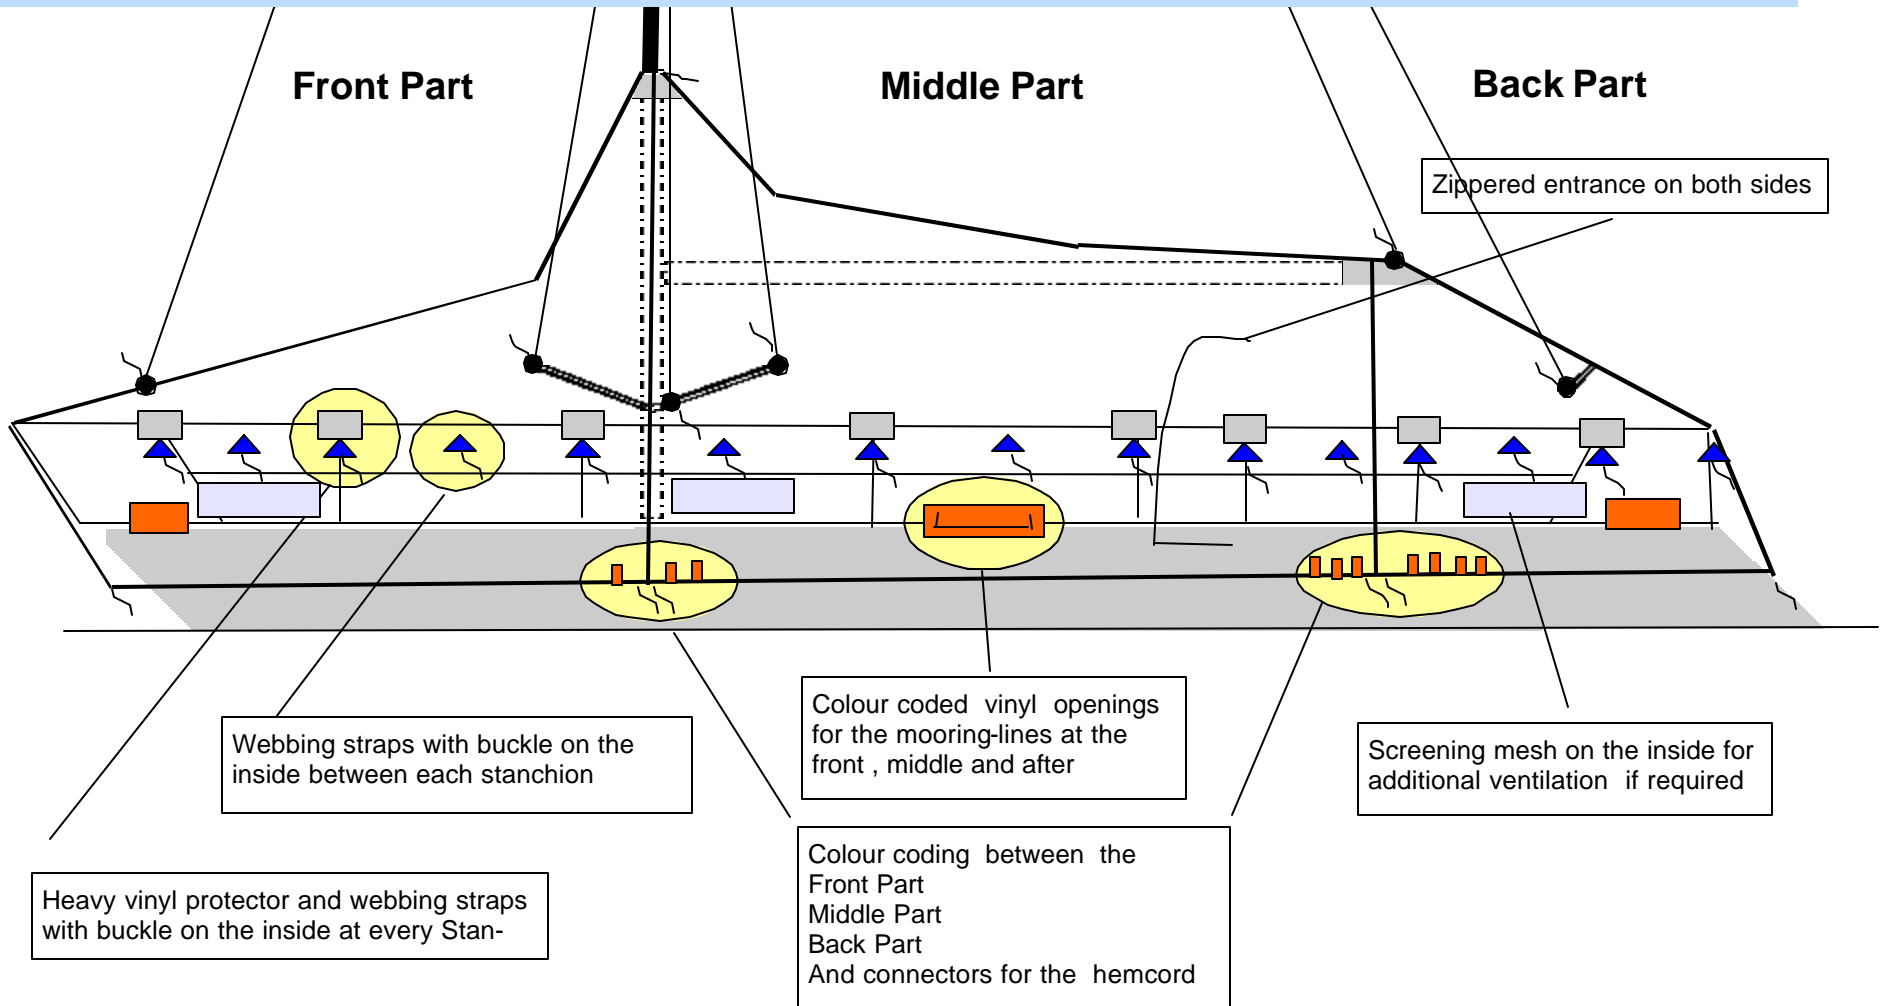 Front Part
Middle Part
Back Part
Zippered entrance on both sides
Webbing straps with buckle on the
inside between each stanchion
Colour coded vinyl openings
for the mooring-lines at the
front , middle and after
Screening mesh on the inside for
additional ventilation if required
Heavy vinyl protector and webbing straps
with buckle on the inside at every Stan-
Colour coding between the
Front Part
Middle Part
Back Part
And connectors for the hemcord